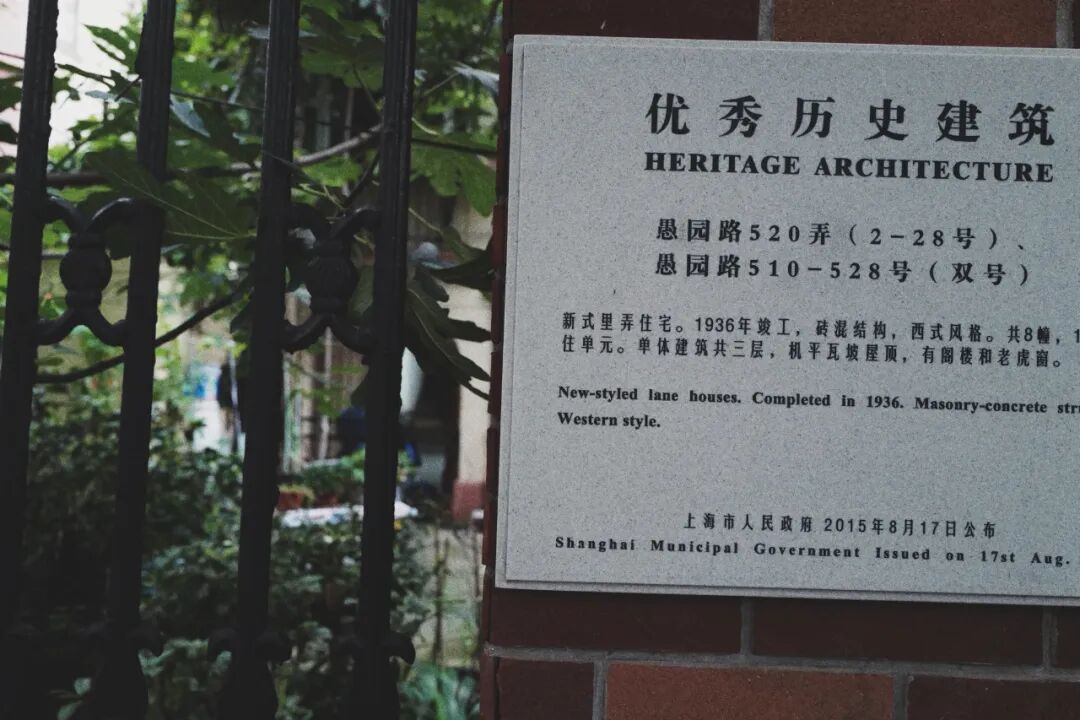 优秀历史建筑
HERITAGE ARCHITECTURE
愚园路520弄（2-28号）、
愚园路510-528号（双号）
新式里弄住宅。1936年竣工，砖混结构，西式风格。共8幢，1
住单元。单体建筑共三层，机平瓦坡屋顶，有阁楼和老虎窗。
New-styled lane houses. Completed in 1936. Masonry-concrete
Western style.
上海市人民政府 2015年8月17日公布
Shanghai Municipal Government Issued on 17st Aug.